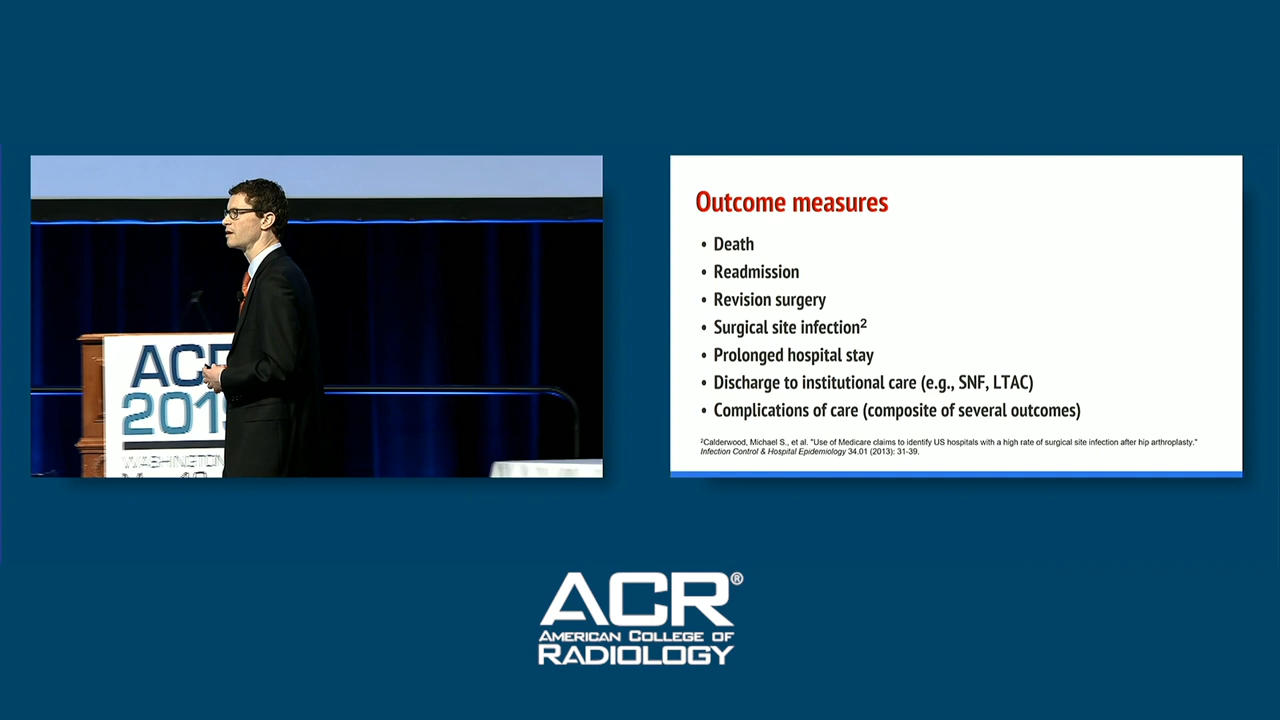 ACR
2015
WASHINGTON
Outcome measures
• Death
• Readmission
• Revision surgery
• Surgical site infection²
• Prolonged hospital stay
• Discharge to institutional care (e.g., SNF, LTAC)
• Complications of care (composite of several outcomes)
²Calderwood, Michael S., et al. "Use of Medicare claims to identify US hospitals with a high rate of surgical site infection after hip arthroplasty."
Infection Control & Hospital Epidemiology 34.01 (2013): 31-39.
ACR®
AMERICAN COLLEGE OF
RADIOLOGY